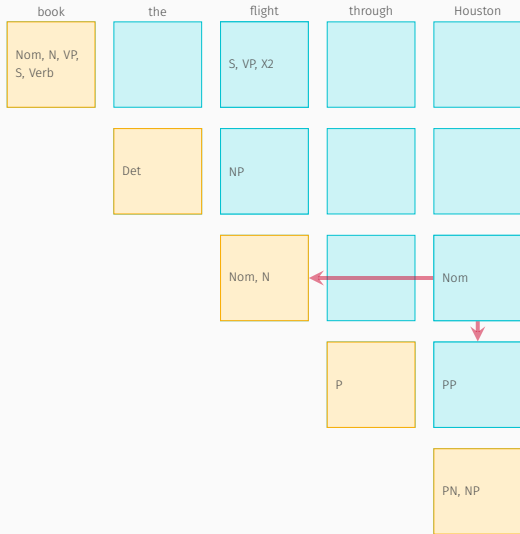 book the flight through Houston
Nom, N, VP,
S, Verb
S, VP, X2
Det
NP
Nom, N
Nom
P
PP
PN, NP